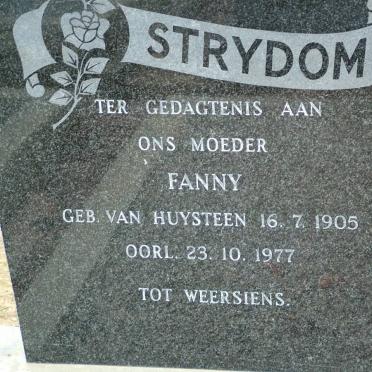 STRYDOM
TER GEDAGTENIS AAN
ONS MOEDER
FANNY
GEB. VAN HUYSTEEN 16. 7. 1905
OORL. 23. 10. 1977
TOT WEERSIENS.